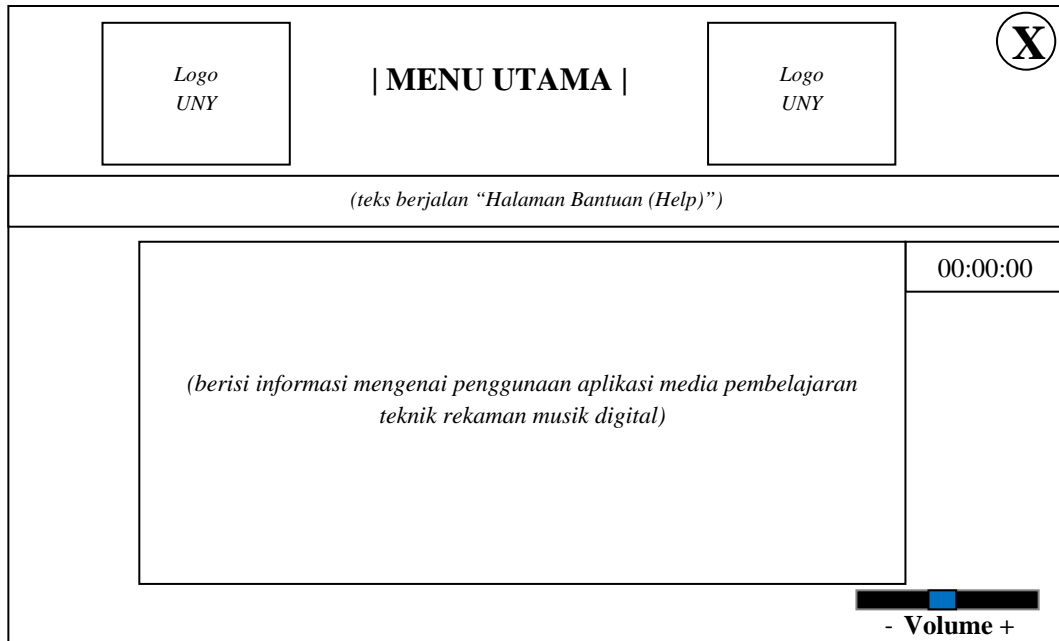 X
Logo
UNY
| MENU UTAMA |
Logo
UNY
(teks berjalan “Halaman Bantuan (Help)”)
00:00:00
(berisi informasi mengenai penggunaan aplikasi media pembelajaran
teknik rekaman musik digital)
- Volume +